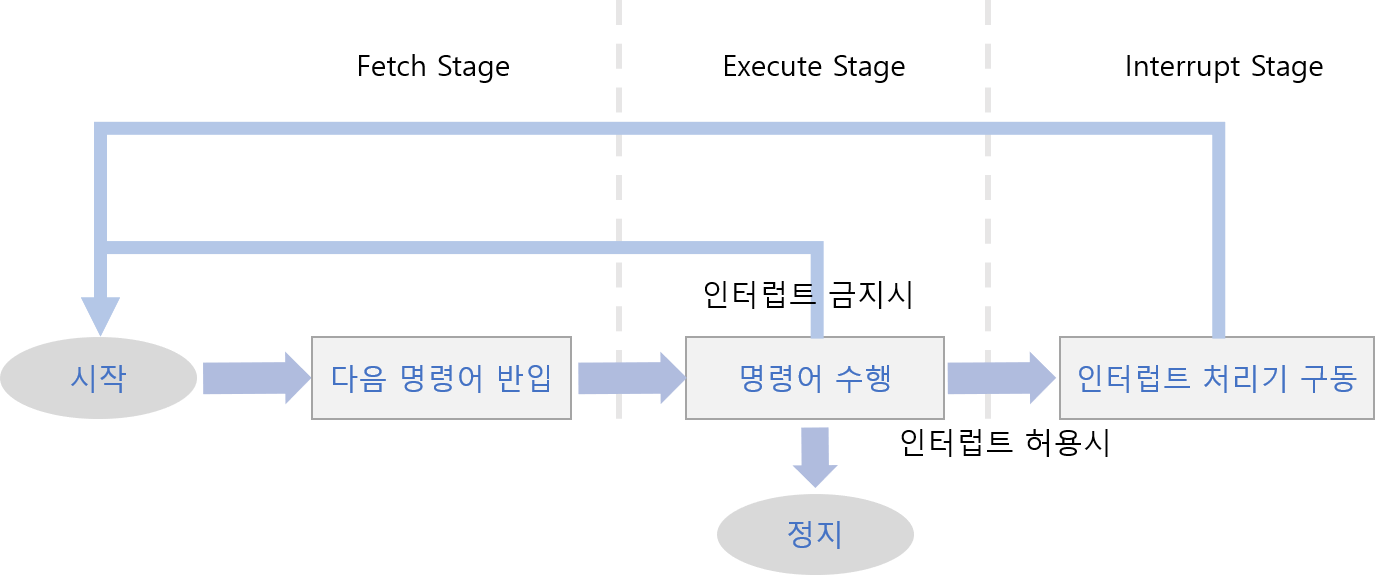 Fetch Stage
Execute Stage
Interrupt Stage
인터럽트 금지시
시작
다음 명령어 반입
명령어 수행
인터럽트 처리기 구동
인터럽트 허용시
정지